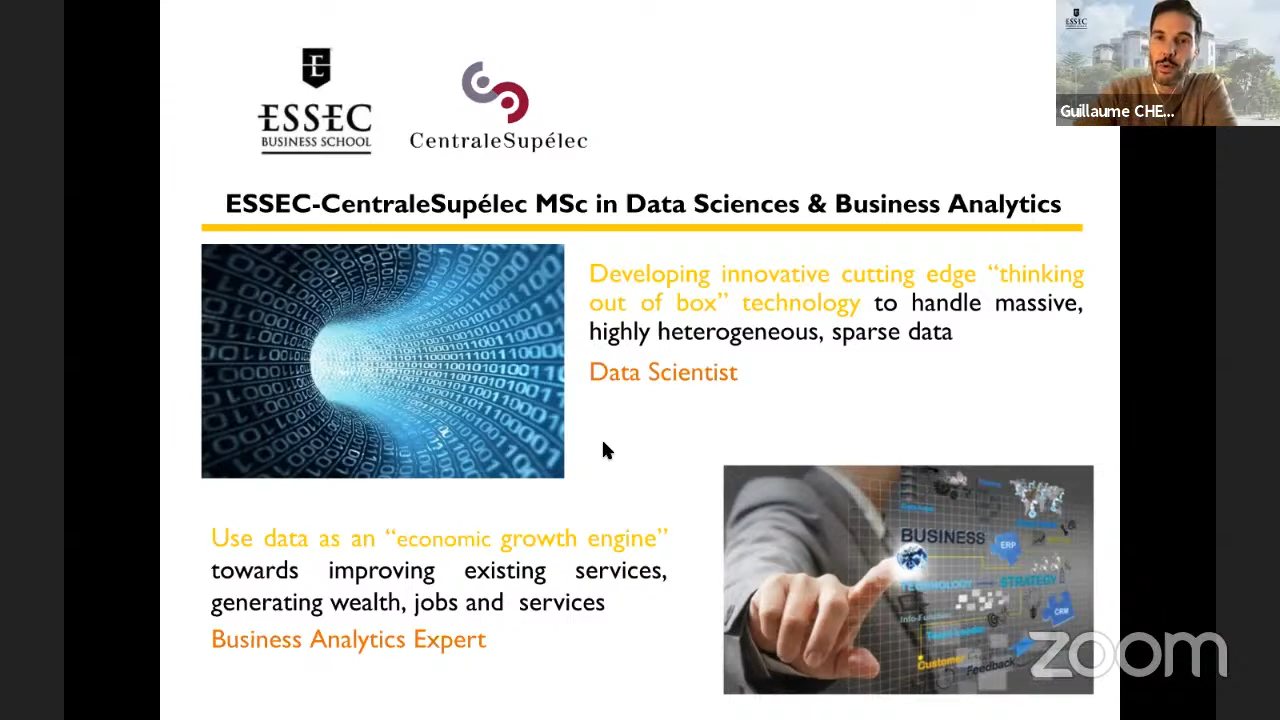 ESSEC
BUSINESS SCHOOL
CentraleSupélec
ESSEC
Guillaume CHE...
ESSEC-CentraleSupélec MSc in Data Sciences & Business Analytics
Developing innovative cutting edge “thinking
out of box” technology to handle massive,
highly heterogeneous, sparse data
Data Scientist
Use data as an “economic growth engine”
towards improving existing services,
generating wealth, jobs and services
Business Analytics Expert
BUSINESS
ERP
TECHNOLOGY
STRATEGY
CRM
Customer
Feedback
zoom